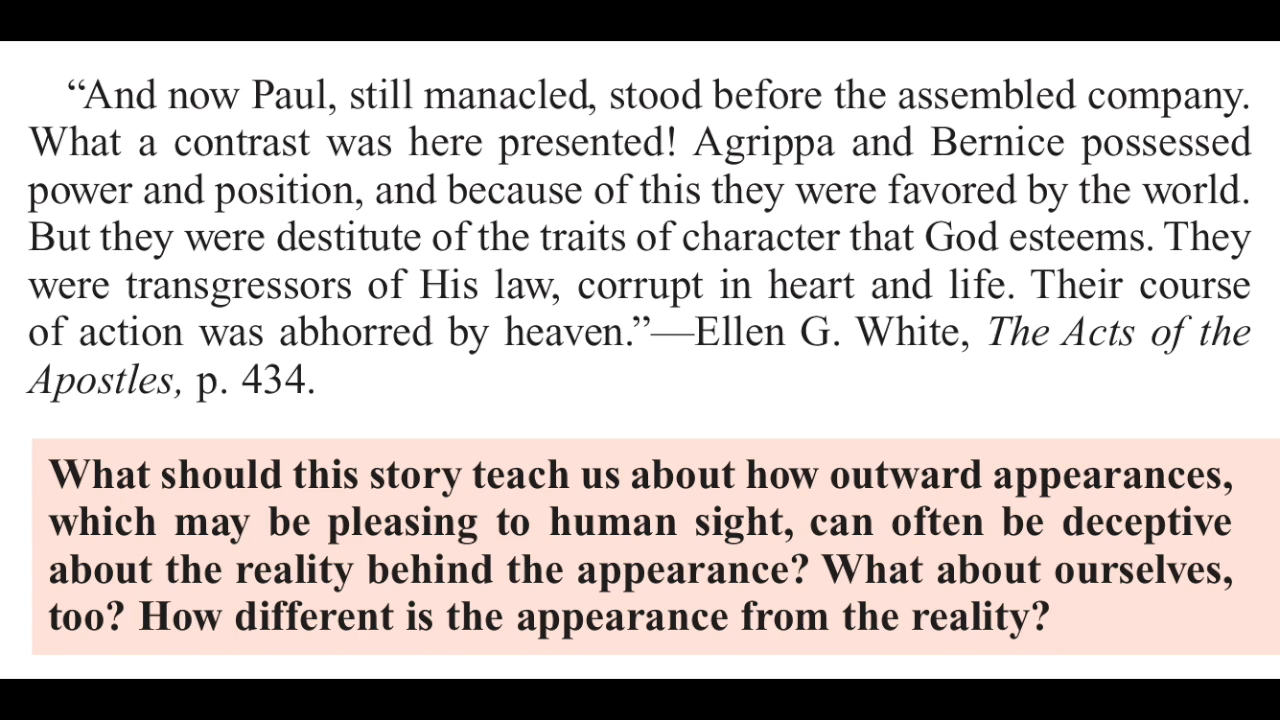 “And now Paul, still manacled, stood before the assembled company.
What a contrast was here presented! Agrippa and Bernice possessed
power and position, and because of this they were favored by the world.
But they were destitute of the traits of character that God esteems. They
were transgressors of His law, corrupt in heart and life. Their course
of action was abhorred by heaven.”—Ellen G. White, The Acts of the
Apostles, p. 434.
What should this story teach us about how outward appearances,
which may be pleasing to human sight, can often be deceptive
about the reality behind the appearance? What about ourselves,
too? How different is the appearance from the reality?